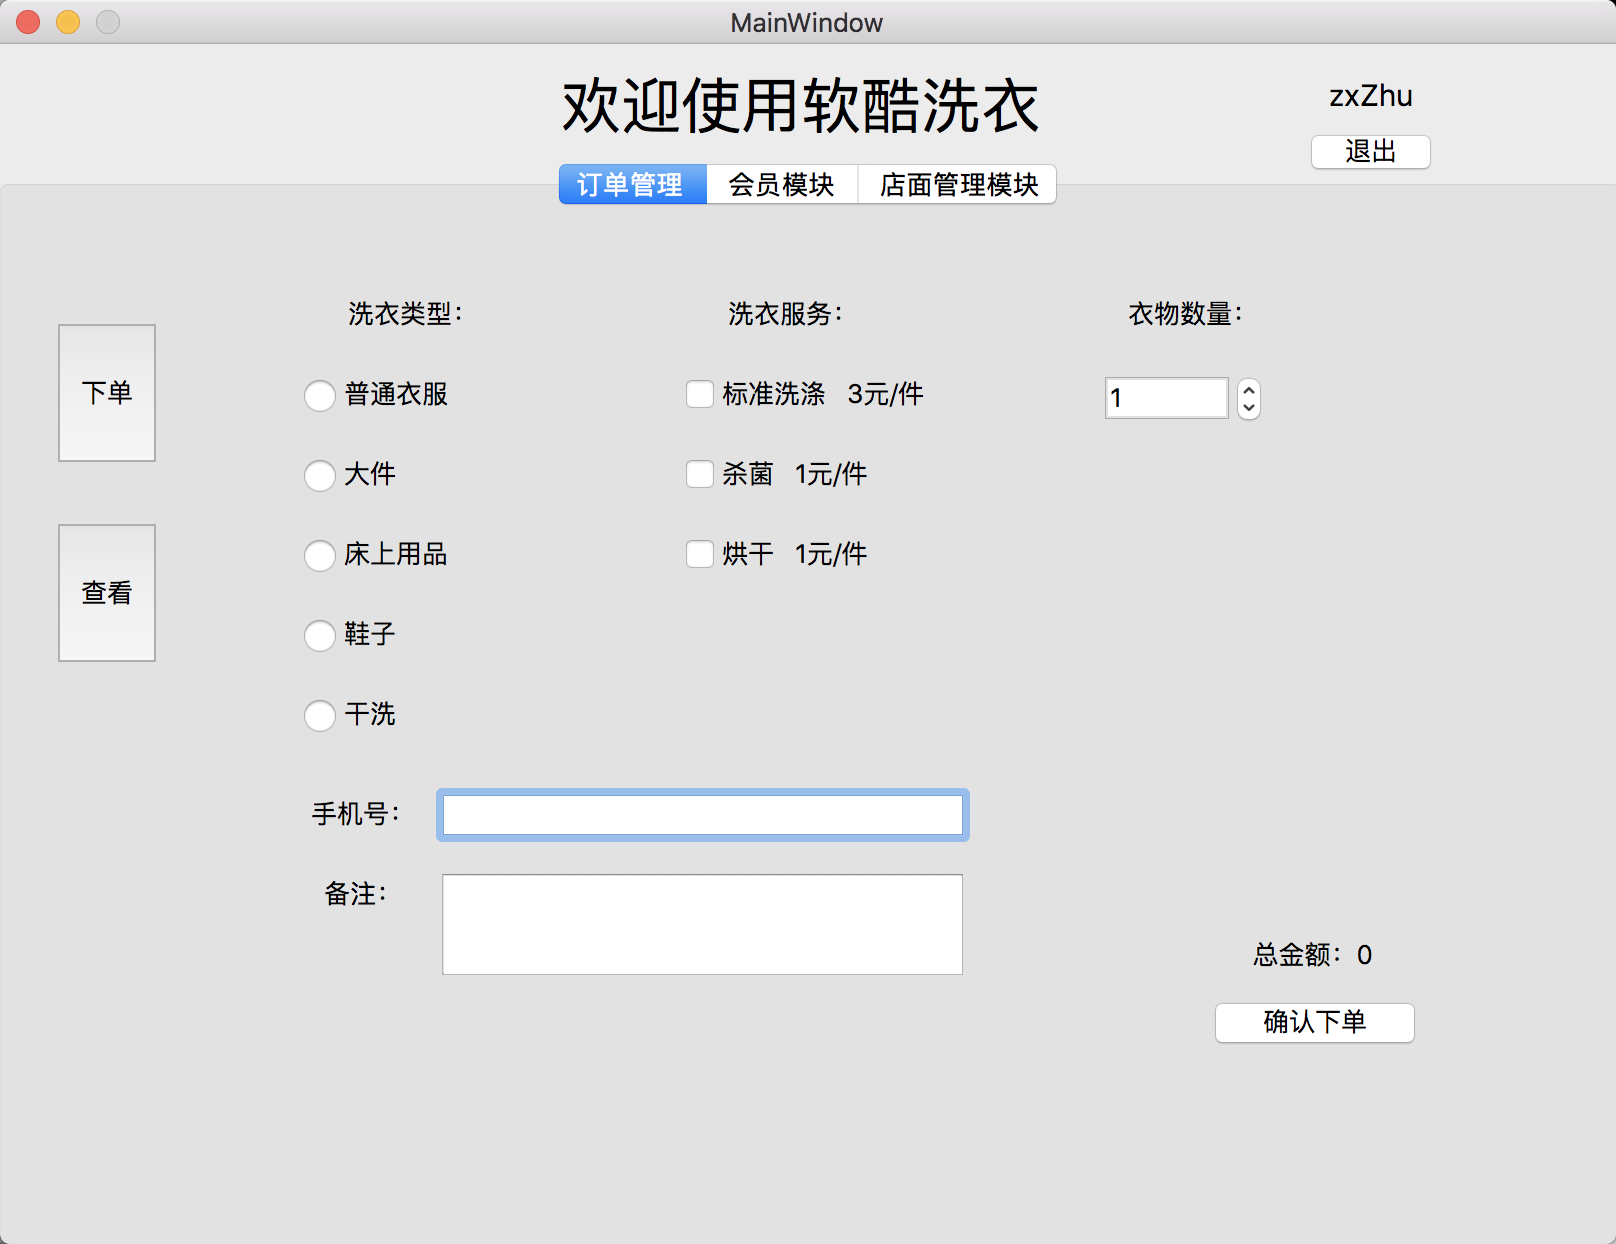 MainWindow
欢迎使用软酷洗衣
zxZhu
退出
订单管理 会员模块 店面管理模块
洗衣类型： 洗衣服务： 衣物数量：
下单
普通衣服 标准洗涤 3元/件 1
大件 杀菌 1元/件
床上用品 烘干 1元/件
查看
鞋子
干洗
手机号：
备注：
总金额：0
确认下单